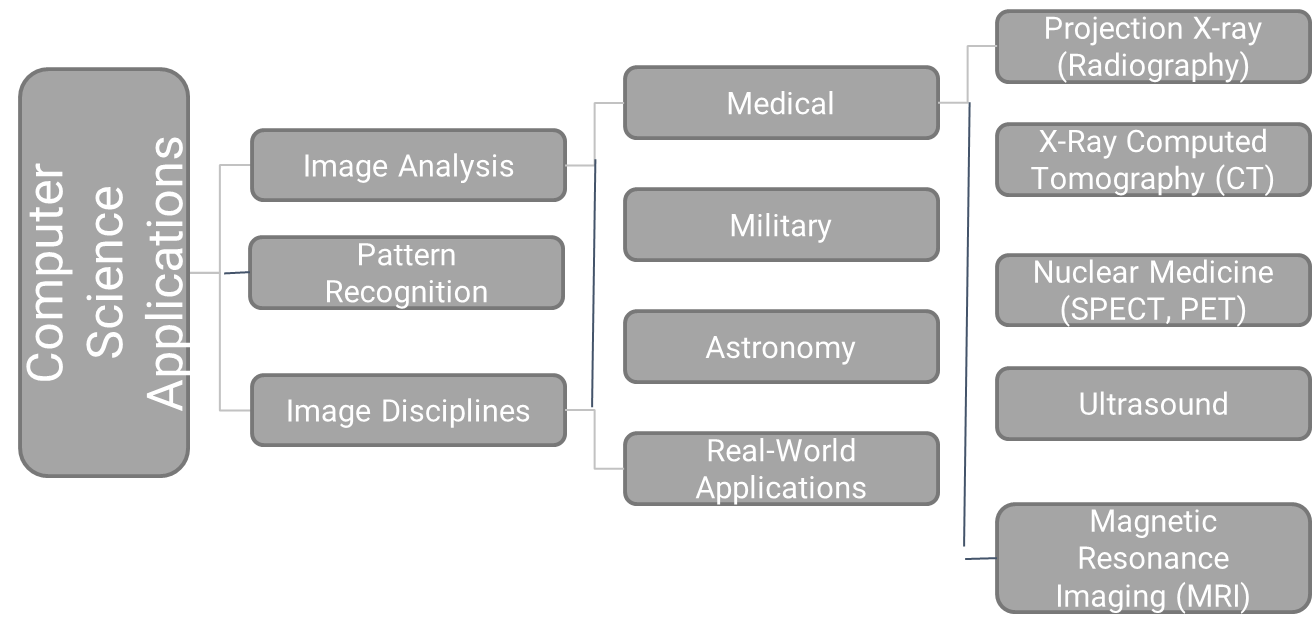 Computer
Science
Applications
Image Analysis
Pattern
Recognition
Image Disciplines
Medical
Military
Astronomy
Real-World
Applications
Projection X-ray
(Radiography)
X-Ray Computed
Tomography (CT)
Nuclear Medicine
(SPECT, PET)
Ultrasound
Magnetic
Resonance
Imaging (MRI)